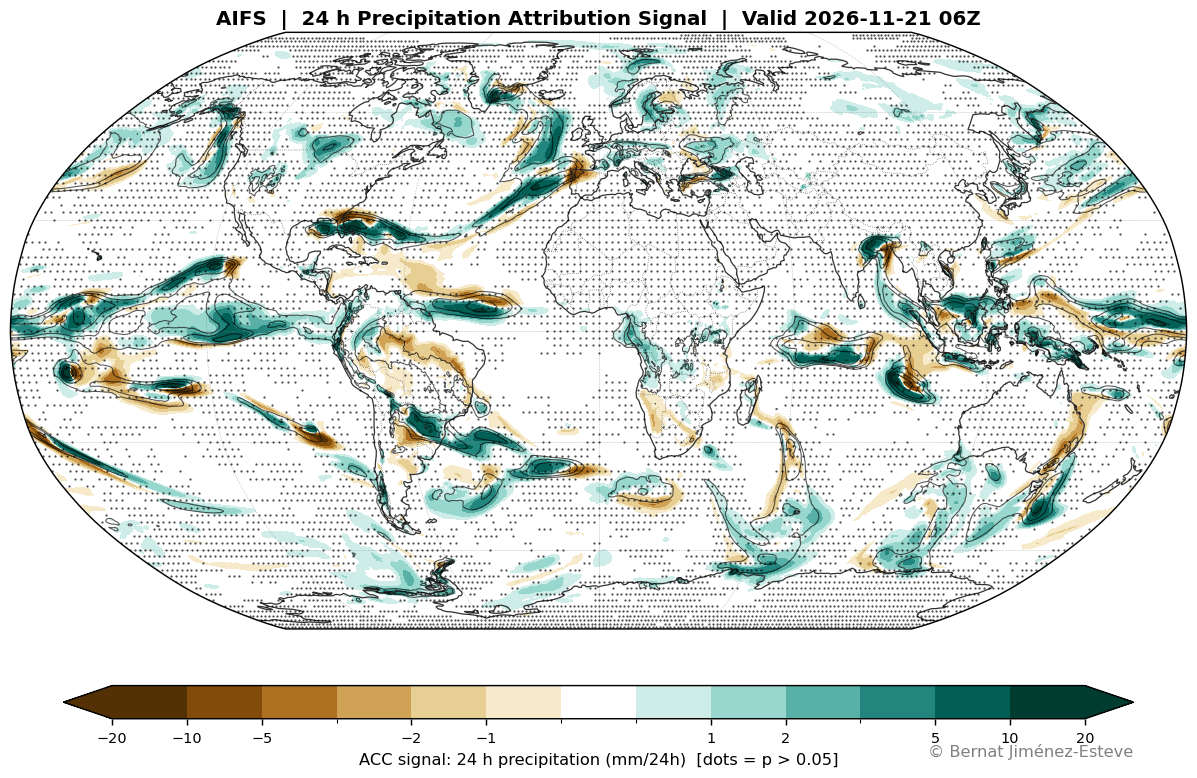 AIFS | 24 h Precipitation Attribution Signal | Valid 2026-11-21 06Z
−20 −10 −5 −2 −1 1 2 5 10 20
© Bernat Jiménez-Esteve
ACC signal: 24 h precipitation (mm/24h) [dots = p > 0.05]